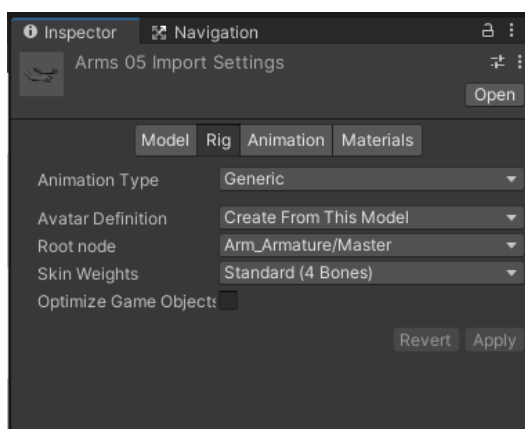 Inspector Navigation
Arms 05 Import Settings
Open
Model Rig Animation Materials
Animation Type Generic
Avatar Definition Create From This Model
Root node Arm_Armature/Master
Skin Weights Standard (4 Bones)
Optimize Game Objects
Revert Apply